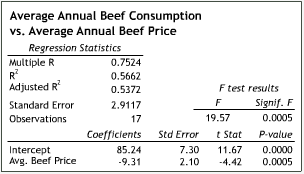 Average Annual Beef Consumption
vs. Average Annual Beef Price
Regression Statistics
Multiple R 0.7524
R² 0.5662
Adjusted R² 0.5372
Standard Error 2.9117
Observations 17
F test results
F Signif. F
19.57 0.0005
Coefficients Std Error t Stat P-value
Intercept 85.24 7.30 11.67 0.0000
Avg. Beef Price -9.31 2.10 -4.42 0.0005